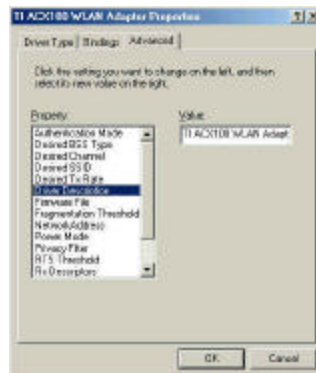 TI ACX100 WLAN Adapter Properties
Driver Type Bindings Advanced
Click the setting you want to change on the left, and then
select its new value on the right.
Property: Value:
Authentication Mode
Desired BSS Type
Desired Channel
Desired SSID
Desired Tx Rate
Driver Description
Firmware File
Fragmentation Threshold
NetworkAddress
Power Mode
Privacy Filter
RTS Threshold
Rx Descriptors
TI ACX100 WLAN Adapt
OK Cancel